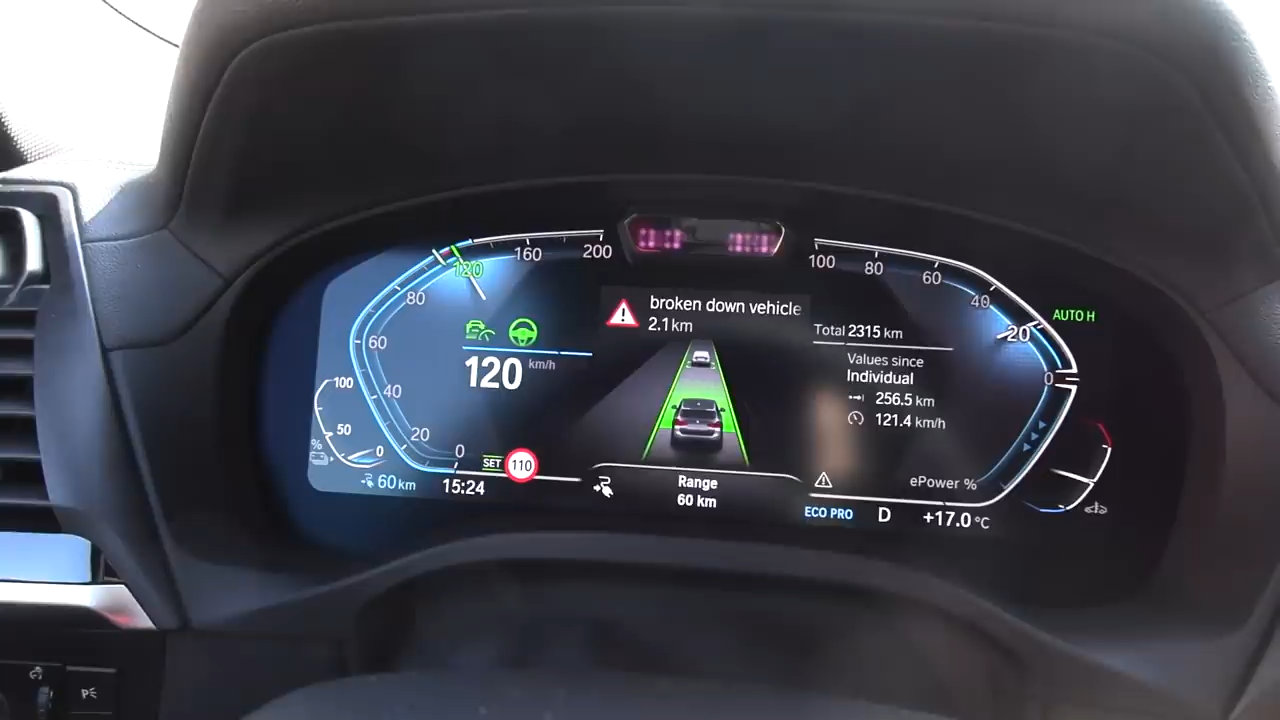 200
160
120
80
60
40
20
0
100
50
%
0
60 km
120 km/h
SET
110
15:24
broken down vehicle
2.1 km
Range
60 km
100
80
60
40
20
0
AUTO H
Total 2315 km
Values since
Individual
256.5 km
121.4 km/h
ePower %
ECO PRO
D
+17.0 °C
P